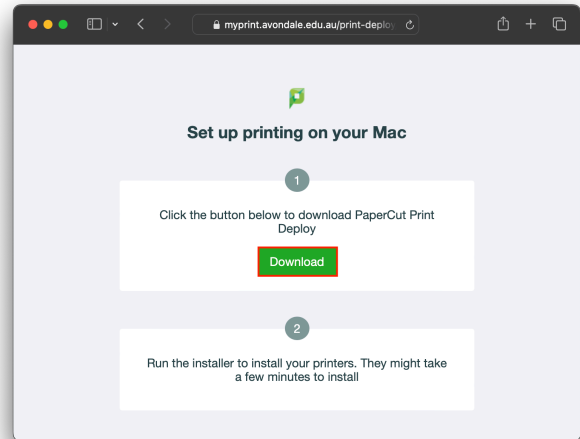 myprint.avondale.edu.au/print-deploy
Set up printing on your Mac
1
Click the button below to download PaperCut Print
Deploy
Download
2
Run the installer to install your printers. They might take
a few minutes to install